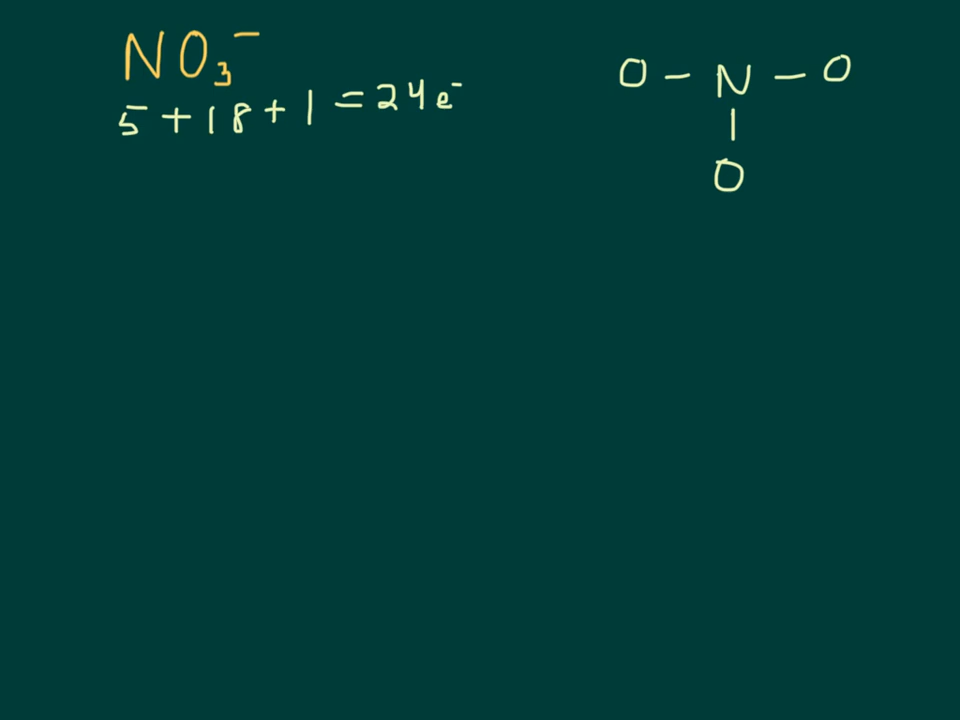 NO₃⁻
5 + 18 + 1 = 24e⁻
O – N – O
|
O